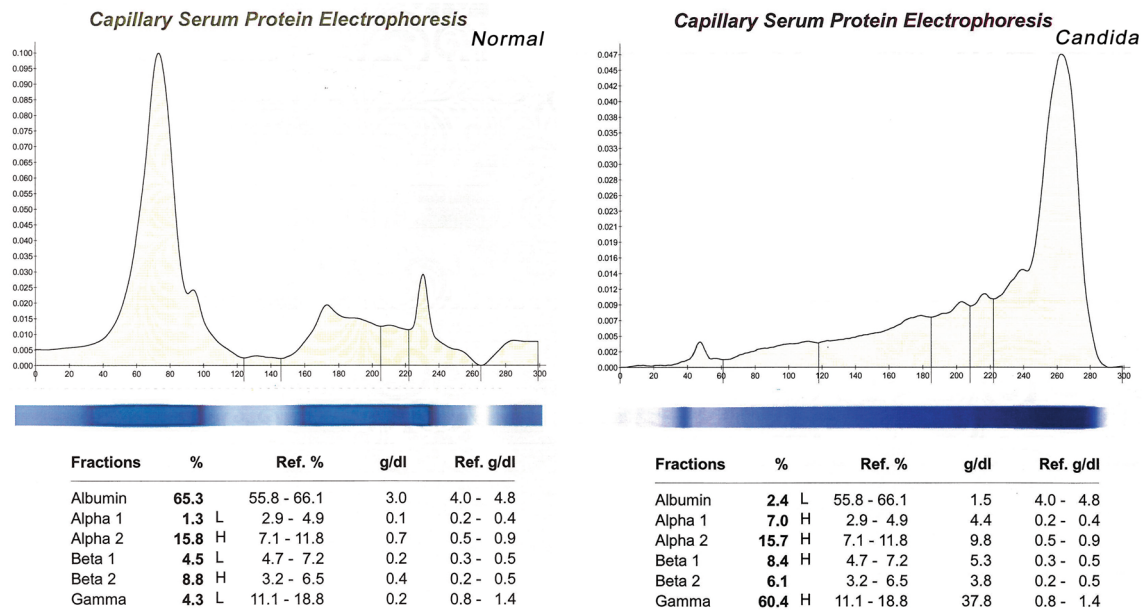 Capillary Serum Protein Electrophoresis
Normal
0.100
0.095
0.090
0.085
0.080
0.075
0.070
0.065
0.060
0.055
0.050
0.045
0.040
0.035
0.030
0.025
0.020
0.015
0.010
0.005
0.000
0 20 40 60 80 100 120 140 160 180 200 220 240 260 280 300
Fractions % Ref. % g/dl Ref. g/dl
Albumin 65.3 55.8 - 66.1 3.0 4.0 - 4.8
Alpha 1 1.3 L 2.9 - 4.9 0.1 0.2 - 0.4
Alpha 2 15.8 H 7.1 - 11.8 0.7 0.5 - 0.9
Beta 1 4.5 L 4.7 - 7.2 0.2 0.3 - 0.5
Beta 2 8.8 H 3.2 - 6.5 0.4 0.2 - 0.5
Gamma 4.3 L 11.1 - 18.8 0.2 0.8 - 1.4
Capillary Serum Protein Electrophoresis
Candida
0.047
0.045
0.042
0.040
0.038
0.035
0.033
0.030
0.028
0.026
0.023
0.021
0.019
0.016
0.014
0.012
0.009
0.007
0.005
0.002
0.000
0 20 40 60 80 100 120 140 160 180 200 220 240 260 280 300
Fractions % Ref. % g/dl Ref. g/dl
Albumin 2.4 L 55.8 - 66.1 1.5 4.0 - 4.8
Alpha 1 7.0 H 2.9 - 4.9 4.4 0.2 - 0.4
Alpha 2 15.7 H 7.1 - 11.8 9.8 0.5 - 0.9
Beta 1 8.4 H 4.7 - 7.2 5.3 0.3 - 0.5
Beta 2 6.1 3.2 - 6.5 3.8 0.2 - 0.5
Gamma 60.4 H 11.1 - 18.8 37.8 0.8 - 1.4